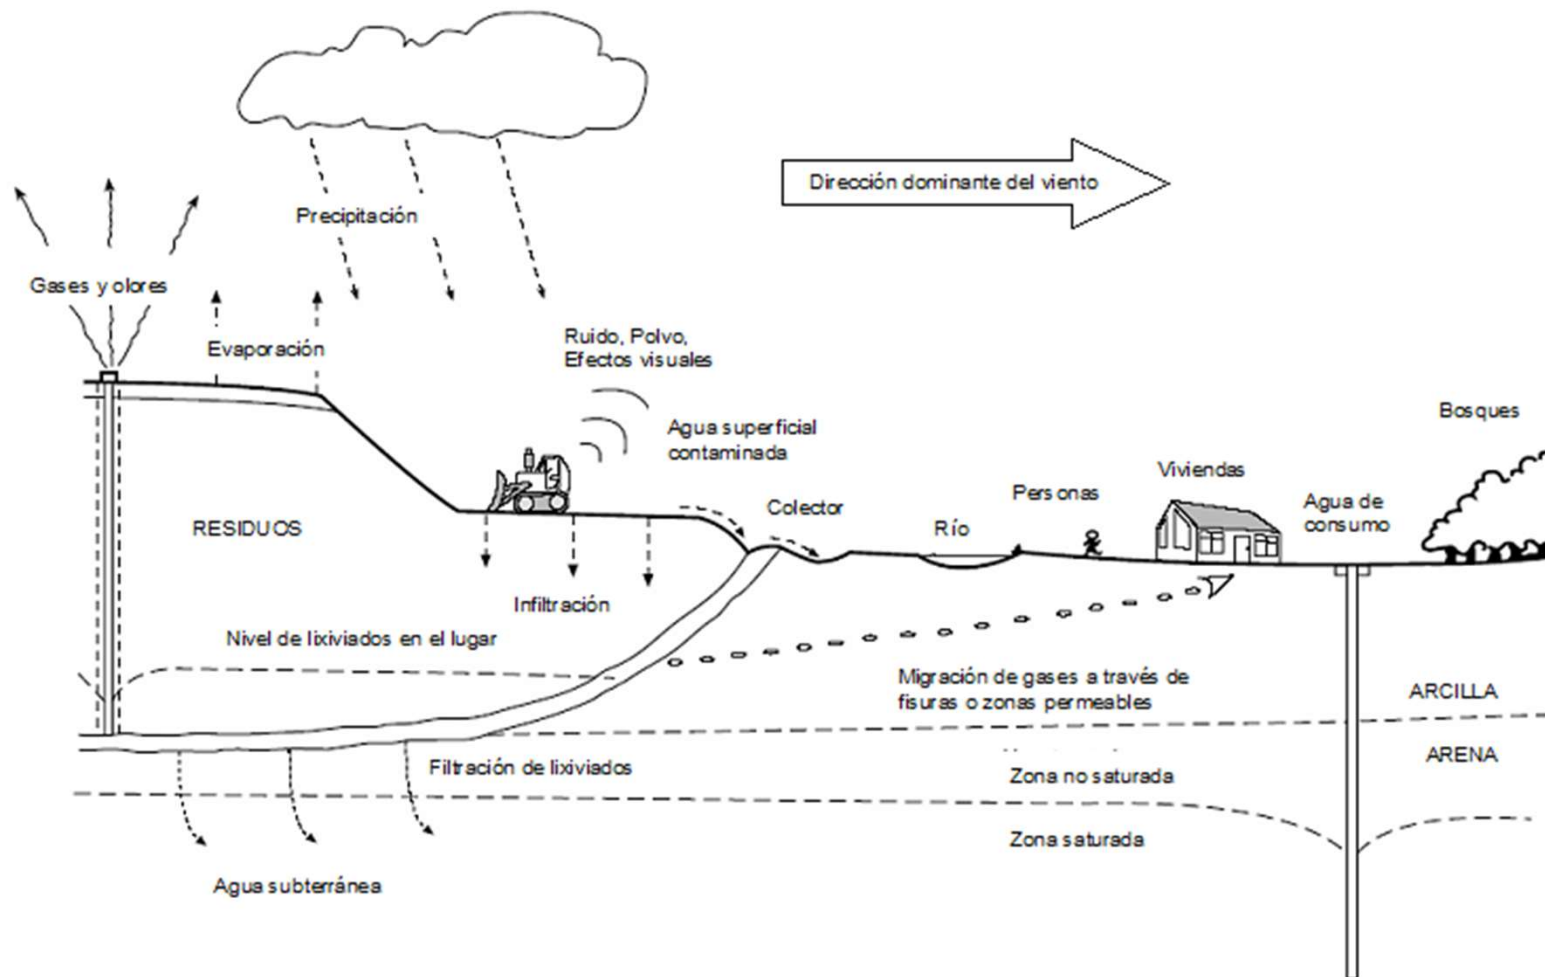 Dirección dominante del viento
Precipitación
Gases y olores
Evaporación
Ruido, Polvo,
Efectos visuales
Agua superficial
contaminada
Bosques
Viviendas
Personas
Agua de
consumo
Colector
Río
RESIDUOS
Infiltración
Nivel de lixiviados en el lugar
Migración de gases a través de
fisuras o zonas permeables
ARCILLA
ARENA
Filtración de lixiviados
Zona no saturada
Zona saturada
Agua subterránea